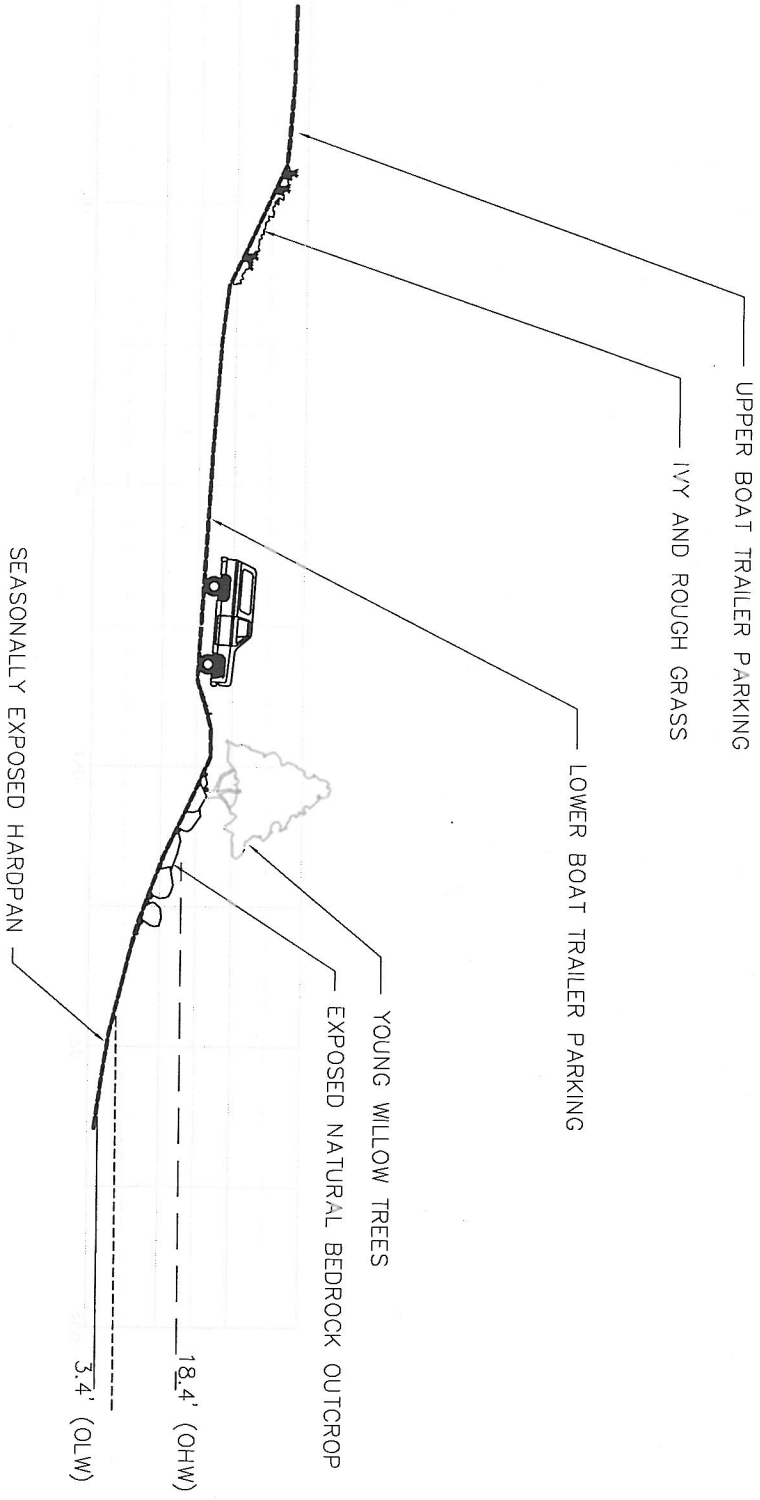 UPPER BOAT TRAILER PARKING
IVY AND ROUGH GRASS
LOWER BOAT TRAILER PARKING
YOUNG WILLOW TREES
EXPOSED NATURAL BEDROCK OUTCROP
18.4' (OHW)
3.4' (OLW)
SEASONALLY EXPOSED HARDPAN